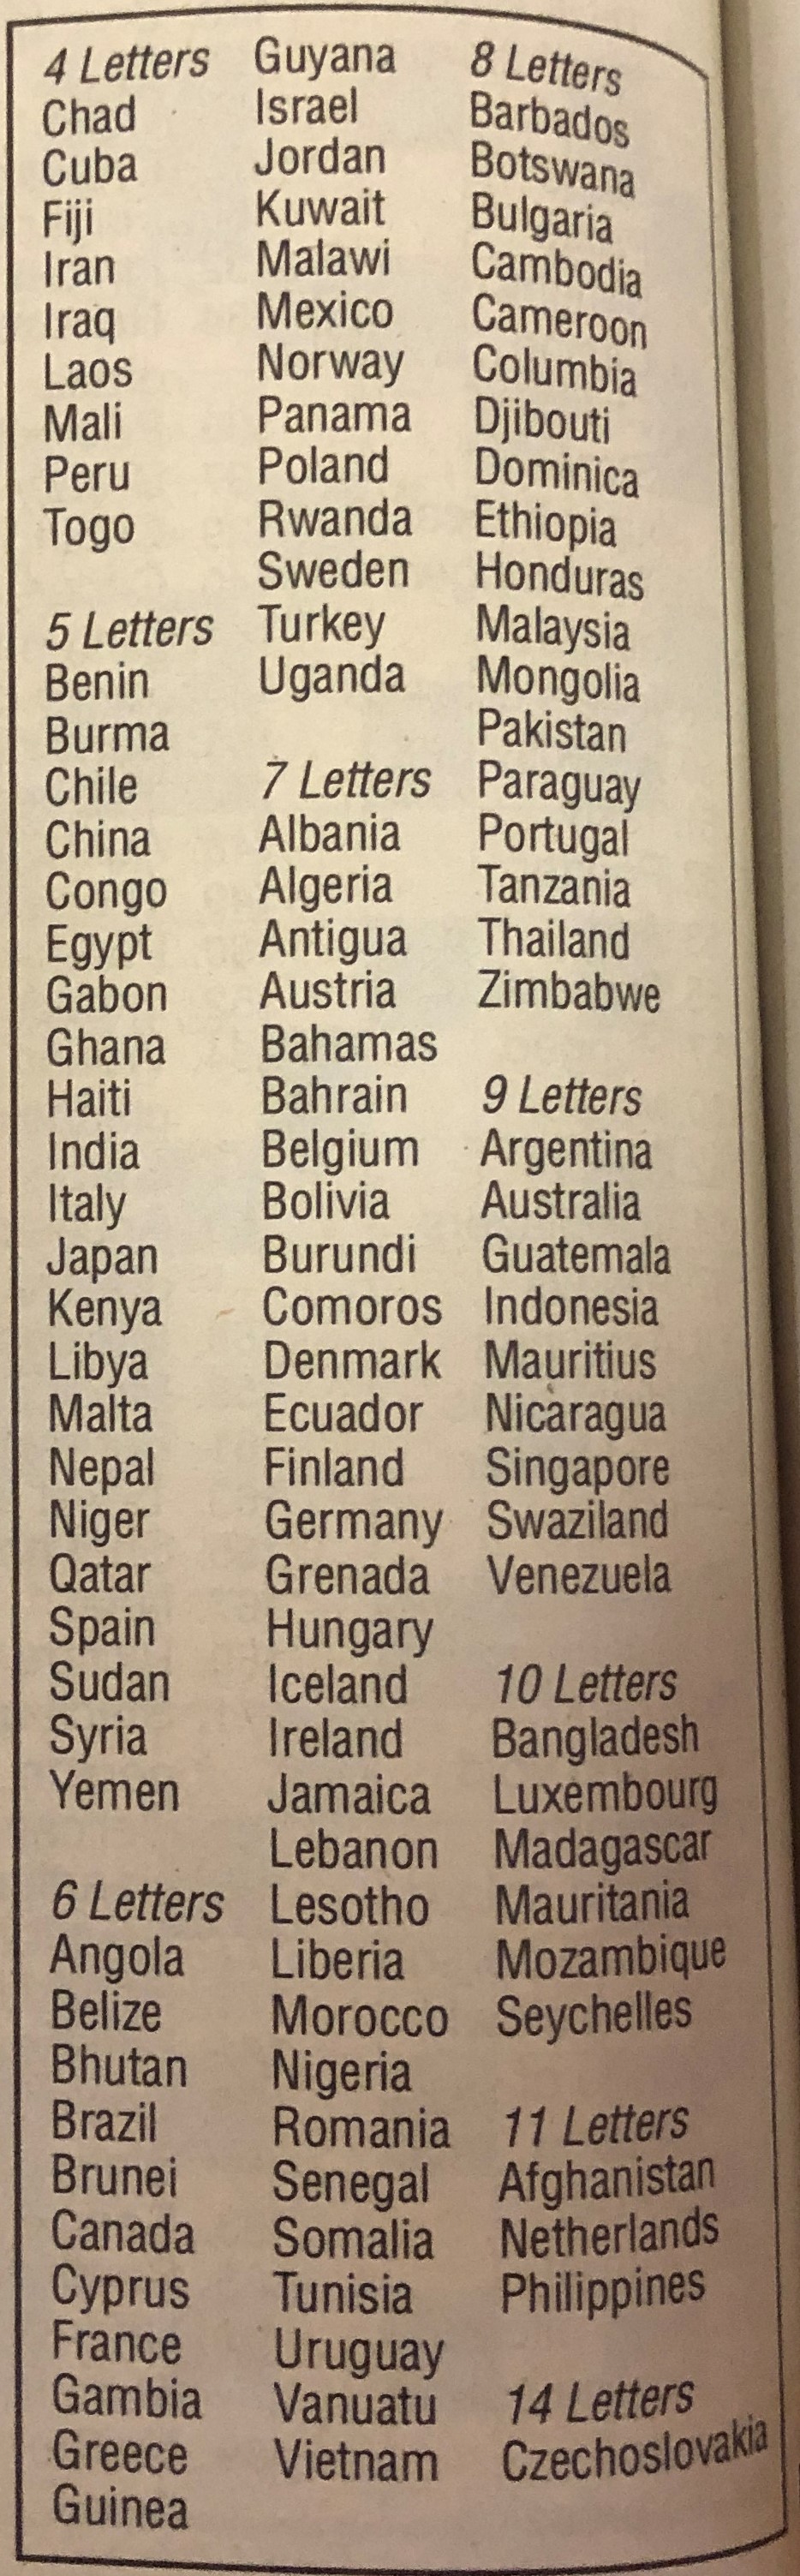 4 Letters
Chad
Cuba
Fiji
Iran
Iraq
Laos
Mali
Peru
Togo
5 Letters
Benin
Burma
Chile
China
Congo
Egypt
Gabon
Ghana
Haiti
India
Italy
Japan
Kenya
Libya
Malta
Nepal
Niger
Qatar
Spain
Sudan
Syria
Yemen
6 Letters
Angola
Belize
Bhutan
Brazil
Brunei
Canada
Cyprus
France
Gambia
Greece
Guinea
Guyana
Israel
Jordan
Kuwait
Malawi
Mexico
Norway
Panama
Poland
Rwanda
Sweden
Turkey
Uganda
7 Letters
Albania
Algeria
Antigua
Austria
Bahamas
Bahrain
Belgium
Bolivia
Burundi
Comoros
Denmark
Ecuador
Finland
Germany
Grenada
Hungary
Iceland
Ireland
Jamaica
Lebanon
Lesotho
Liberia
Morocco
Nigeria
Romania
Senegal
Somalia
Tunisia
Uruguay
Vanuatu
Vietnam
8 Letters
Barbados
Botswana
Bulgaria
Cambodia
Cameroon
Columbia
Djibouti
Dominica
Ethiopia
Honduras
Malaysia
Mongolia
Pakistan
Paraguay
Portugal
Tanzania
Thailand
Zimbabwe
9 Letters
Argentina
Australia
Guatemala
Indonesia
Mauritius
Nicaragua
Singapore
Swaziland
Venezuela
10 Letters
Bangladesh
Luxembourg
Madagascar
Mauritania
Mozambique
Seychelles
11 Letters
Afghanistan
Netherlands
Philippines
14 Letters
Czechoslovakia